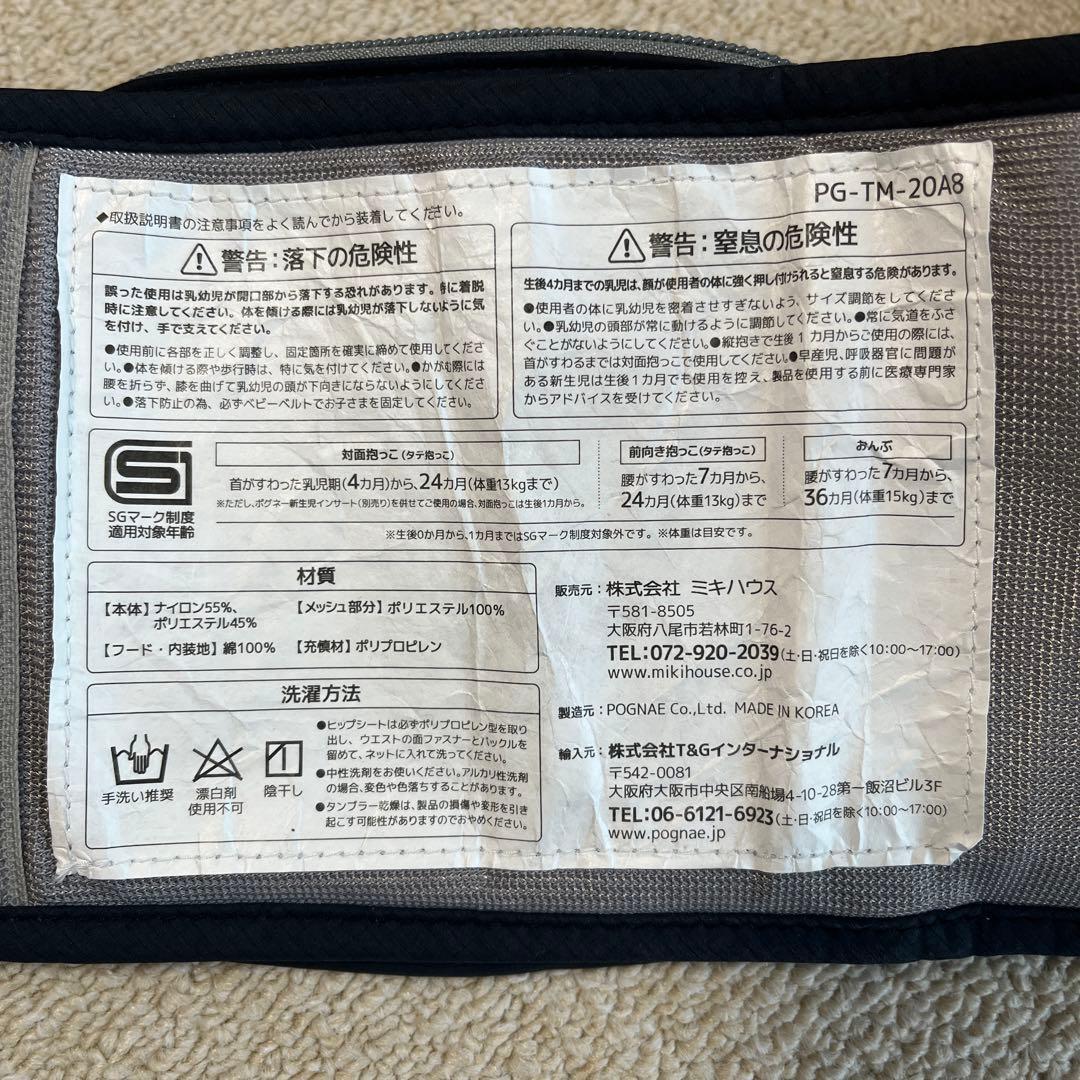 PG-TM-20A8
◆取扱説明書の注意事項をよく読んでから装着してください。
警告：落下の危険性
誤った使用は乳幼児が開口部から落下する恐れがあります。特に着脱
時に注意してください。体を傾ける際には乳幼児が落下しないように気
を付け、手で支えてください。
●使用前に各部を正しく調整し、固定箇所を確実に締めて使用してくださ
い。●体を傾ける際や歩行時は、特に気を付けてください。●かがむ際には
腰を折らず、膝を曲げて乳幼児の頭が下向きにならないようにしてくださ
い。●落下防止の為、必ずベビーベルトでお子さまを固定してください。
警告：窒息の危険性
生後4カ月までの乳児は、顔が使用者の体に強く押し付けられると窒息する危険があります。
●使用者の体に乳幼児を密着させすぎないよう、サイズ調節をしてくださ
い。●乳幼児の頭部が常に動けるように調節してください。●常に気道をふさ
ぐことがないようにしてください。●縦抱きで生後1カ月からご使用の際には、
首がすわるまでは対面抱っこで使用してください。●早産児、呼吸器官に問題が
ある新生児は生後1カ月でも使用を控え、製品を使用する前に医療専門家
からアドバイスを受けてください。
SGマーク制度
適用対象年齢
対面抱っこ(タテ抱っこ)
首がすわった乳児期(4カ月)から、24カ月(体重13kgまで)
※ただし、ポグネー新生児インサート(別売り)を併せてご使用の場合、対面抱っこは生後1カ月から。
前向き抱っこ(タテ抱っこ)
腰がすわった7カ月から、
24カ月(体重13kg)まで
おんぶ
腰がすわった7カ月から、
36カ月(体重15kg)まで
※生後0か月から、1カ月まではSGマーク制度対象外です。※体重は目安です。
材質
【本体】ナイロン55%、
ポリエステル45%
【メッシュ部分】ポリエステル100%
【フード・内装地】綿100%
【充慎材】ポリプロピレン
洗濯方法
手洗い推奨
漂白剤
使用不可
陰干し
●ヒップシートは必ずポリプロピレン型を取り
出し、ウエストの面ファスナーとバックルを
留めて、ネットに入れて洗ってください。
●中性洗剤をお使いください。アルカリ性洗剤
の場合、変色や色落ちすることがあります。
●タンブラー乾燥は、製品の損傷や変形を引き
起こす可能性がありますのでおやめください。
販売元：株式会社 ミキハウス
〒581-8505
大阪府八尾市若林町1-76-2
TEL:072-920-2039(土・日・祝日を除く10:00〜17:00)
www.mikihouse.co.jp
製造元：POGNAE Co.,Ltd. MADE IN KOREA
輸入元：株式会社T&Gインターナショナル
〒542-0081
大阪府大阪市中央区南船場4-10-28第一飯沼ビル3F
TEL:06-6121-6923(土・日・祝日を除く10:00〜17:00)
www.pognae.jp